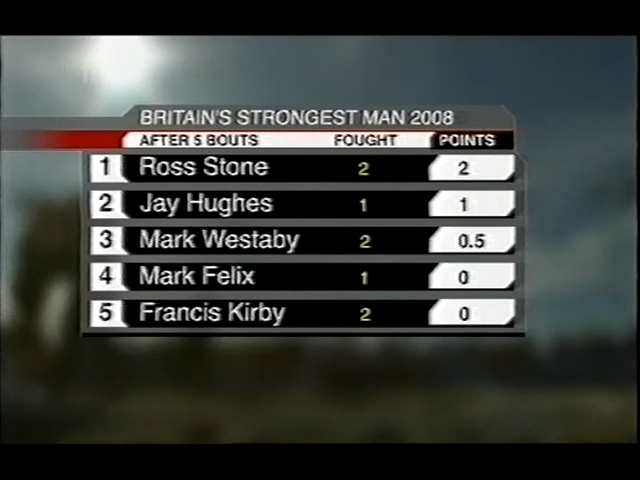 BRITAIN'S STRONGEST MAN 2008
AFTER 5 BOUTS FOUGHT POINTS
1 Ross Stone 2 2
2 Jay Hughes 1 1
3 Mark Westaby 2 0.5
4 Mark Felix 1 0
5 Francis Kirby 2 0